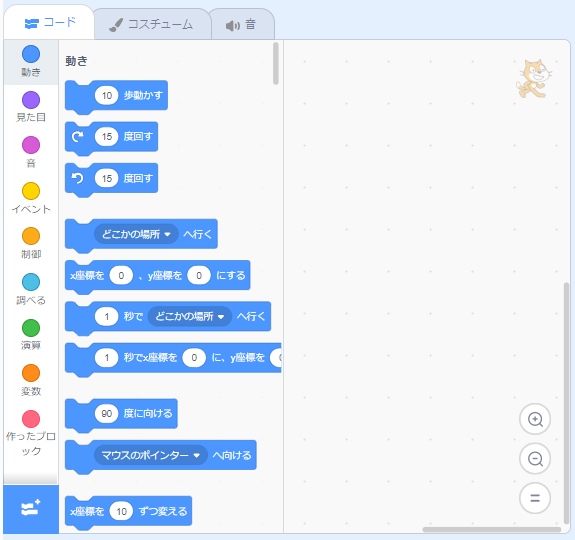 コード
コスチューム
音
動き
見た目
音
イベント
制御
調べる
演算
変数
作ったブロック
動き
10 歩動かす
15 度回す
15 度回す
どこかの場所 へ行く
x座標を 0 、y座標を 0 にする
1 秒で どこかの場所 へ行く
1 秒でx座標を 0 に、y座標を
90 度に向ける
マウスのポインター へ向ける
x座標を 10 ずつ変える